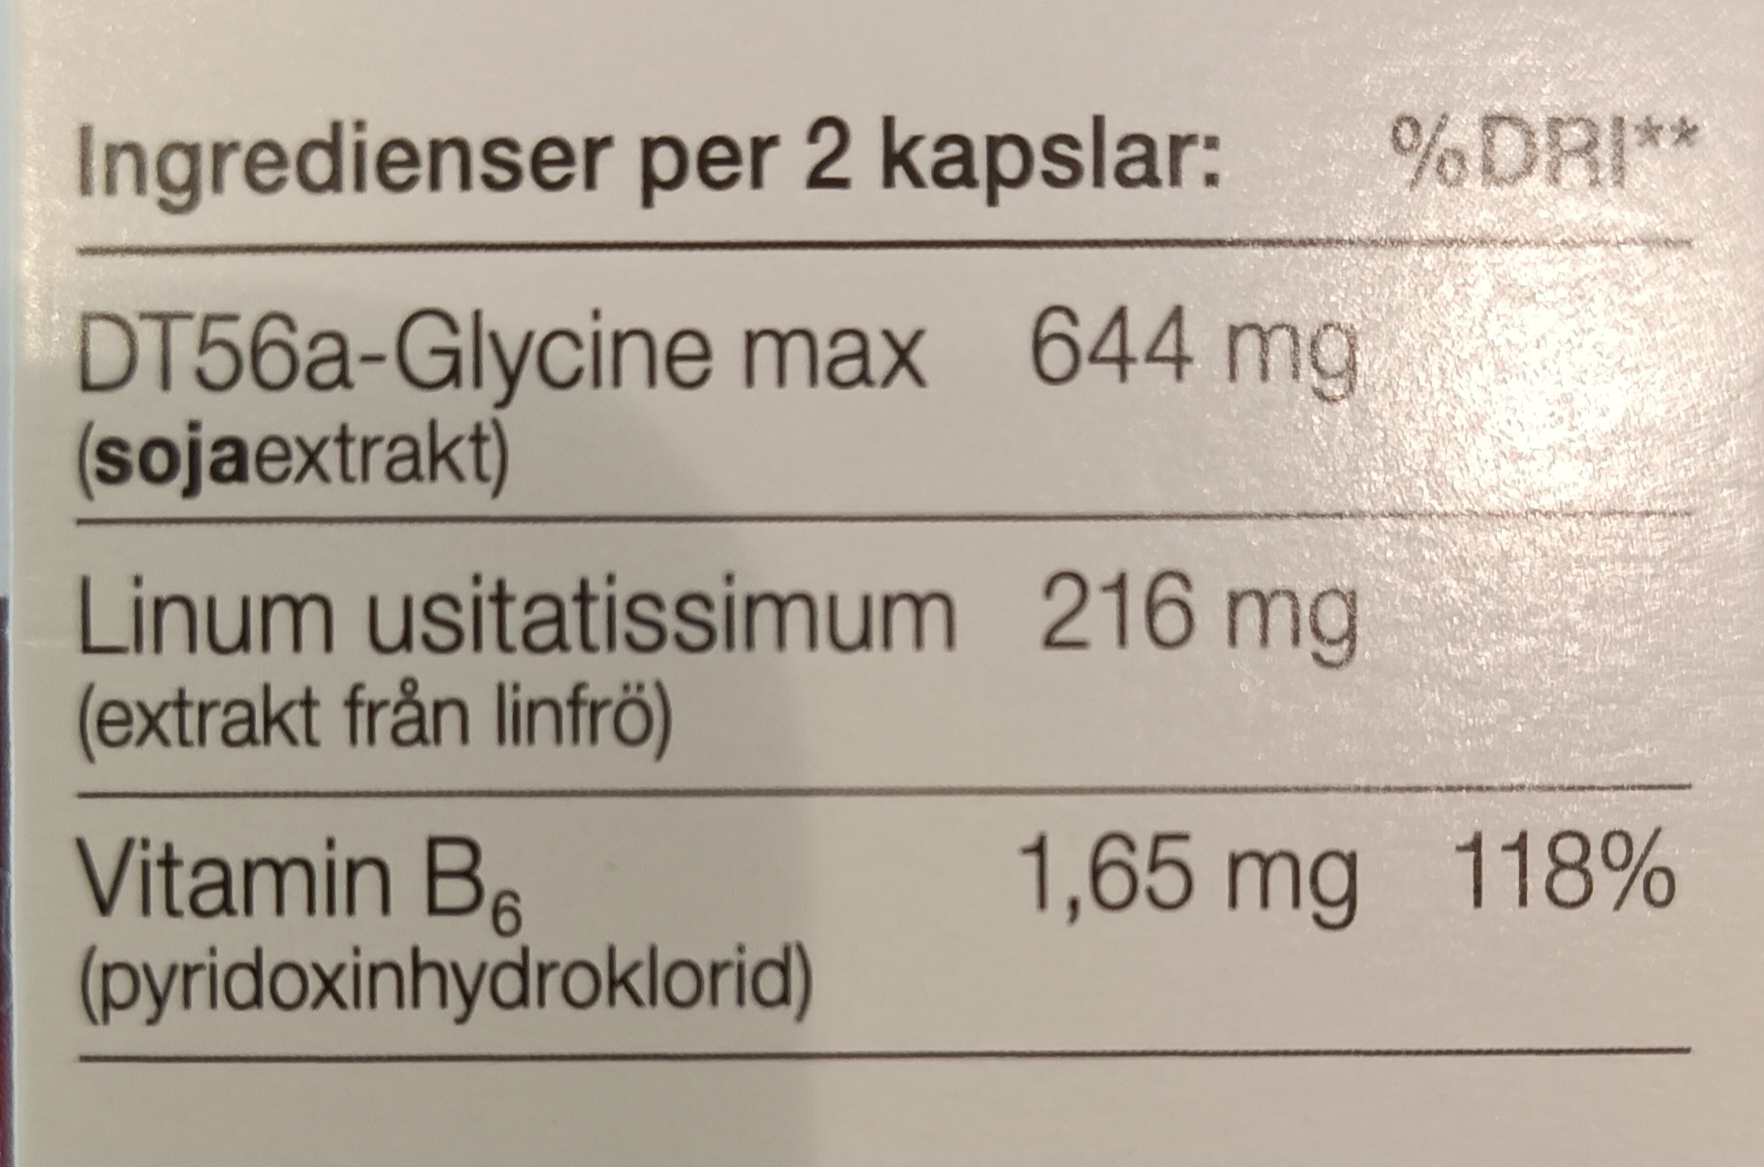 Ingredienser per 2 kapslar: %DRI**
DT56a-Glycine max 644 mg
(sojaextrakt)
Linum usitatissimum 216 mg
(extrakt från linfrö)
Vitamin B₆ 1,65 mg 118%
(pyridoxinhydroklorid)